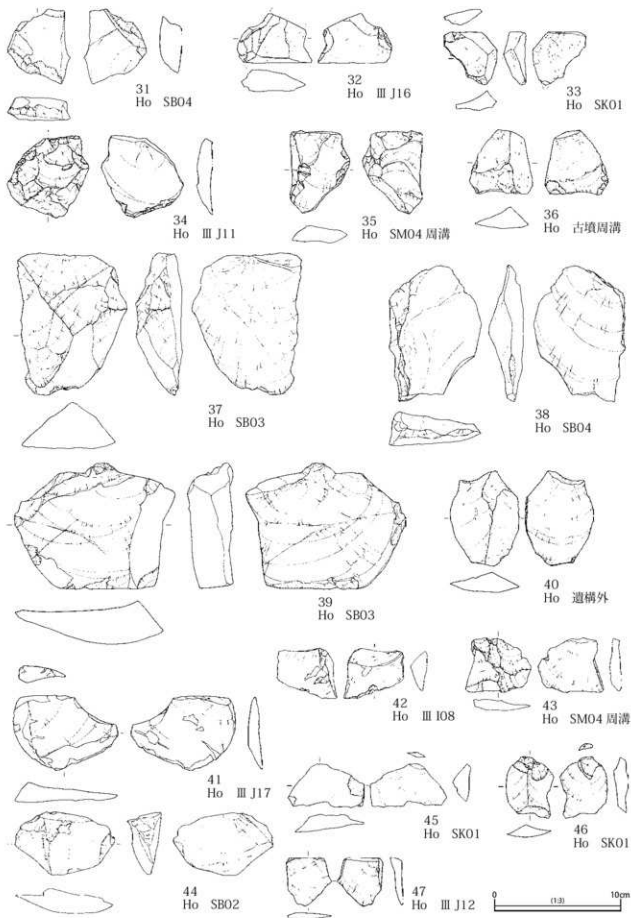 31
Ho SB04
32
Ho Ⅲ J16
33
Ho SK01
34
Ho Ⅲ J11
35
Ho SM04 周溝
36
Ho 古墳周溝
37
Ho SB03
38
Ho SB04
39
Ho SB03
40
Ho 遺構外
41
Ho Ⅲ J17
42
Ho Ⅲ I08
43
Ho SM04 周溝
44
Ho SB02
45
Ho SK01
46
Ho SK01
47
Ho Ⅲ J12
0 (1:3) 10cm